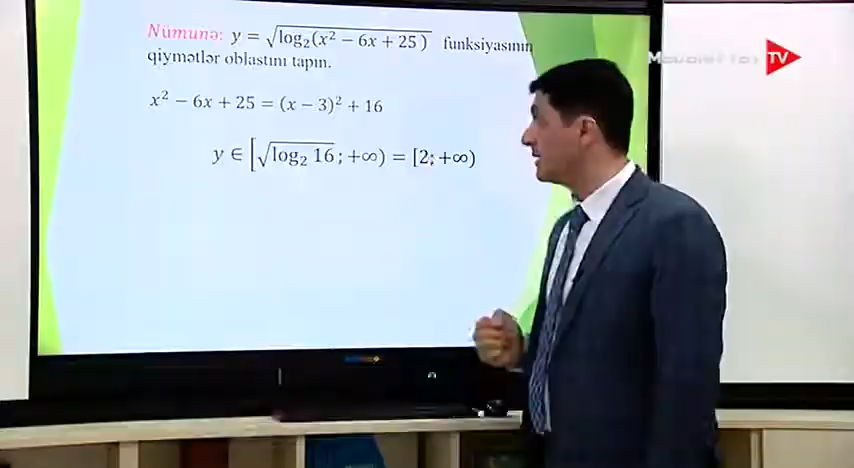 Nümunə: y = √log₂(x² − 6x + 25) funksiyasının
qiymətlər oblastını tapın.
x² − 6x + 25 = (x − 3)² + 16
y ∈ [√log₂ 16; +∞) = [2; +∞)
TV